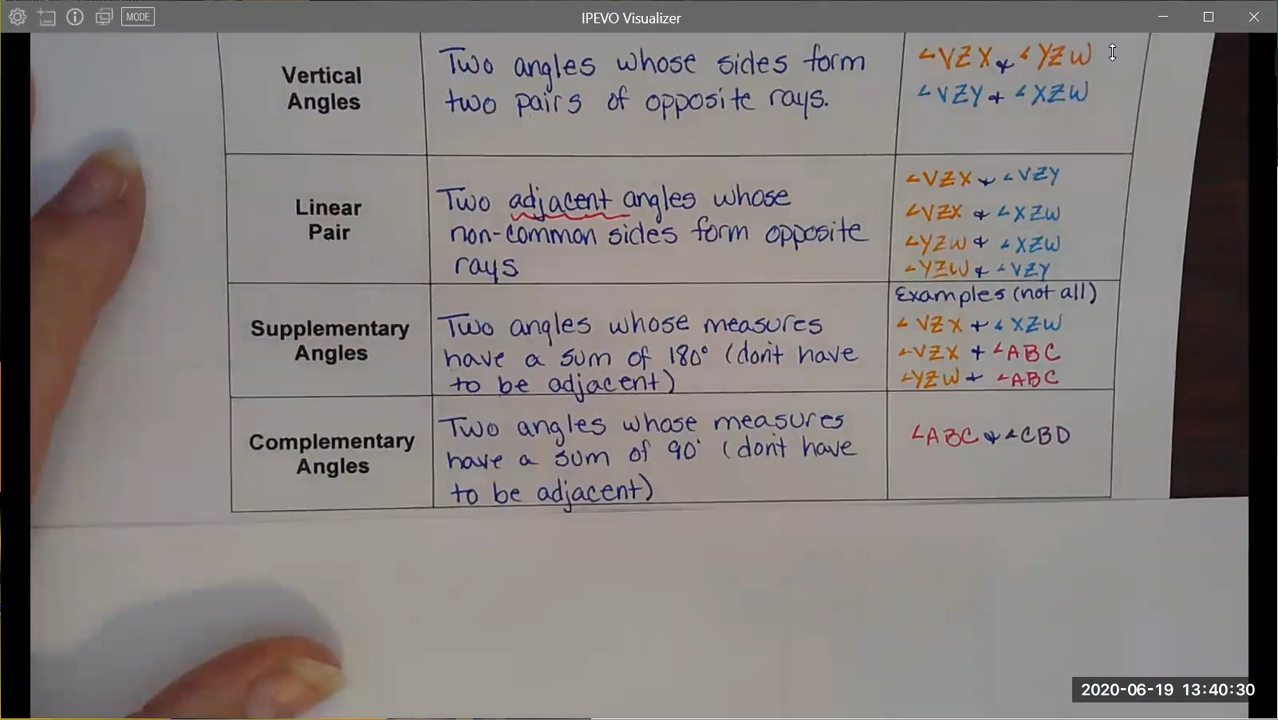 MODE
IPEVO Visualizer
Vertical
Angles
Two angles whose sides form
two pairs of opposite rays.
∠VZX & ∠YZW
∠VZY & ∠XZW
Linear
Pair
Two adjacent angles whose
non-common sides form opposite
rays
∠VZX & ∠VZY
∠VZX & ∠XZW
∠YZW & ∠XZW
∠YZW & ∠VZY
Supplementary
Angles
Two angles whose measures
have a sum of 180° (don't have
to be adjacent)
Examples (not all)
∠VZX & ∠XZW
∠VZX & ∠ABC
∠YZW & ∠ABC
Complementary
Angles
Two angles whose measures
have a sum of 90° (don't have
to be adjacent)
∠ABC & ∠CBD
2020-06-19 13:40:30